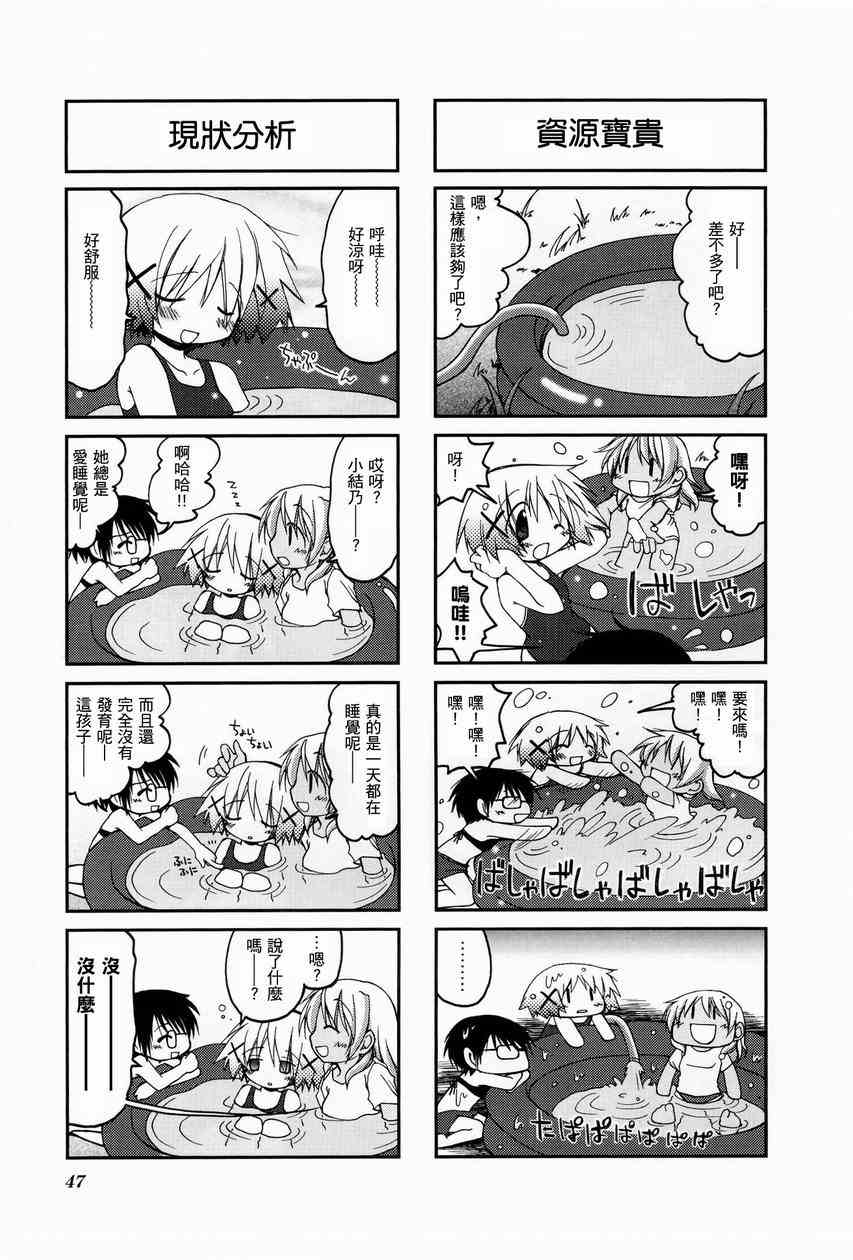 資源寶貴
好——
差不多了吧？
嗯，
這樣應該夠了吧？
嘿呀！
呀！
嗚哇!!
ばしゃっ
要來嗎！
嘿！
嘿！
嘿！嘿！
嘿！
ばしゃばしゃばしゃばしゃ
………
たぱぱぱぱぱぱ
現狀分析
呼哇~~~~
好涼呀~~~~
好舒服~~~~
ちゃぷーん
哎呀？
小結乃——？
zzz
啊哈哈!!
她總是
愛睡覺呢—
真的是一天都在
睡覺呢——
ちょい
ちょい
而且還
完全沒有
發育呢—
這孩子——
ぷに
ぷに
…嗯？
說了什麼
嗎——？
沒——
沒什麼——
47